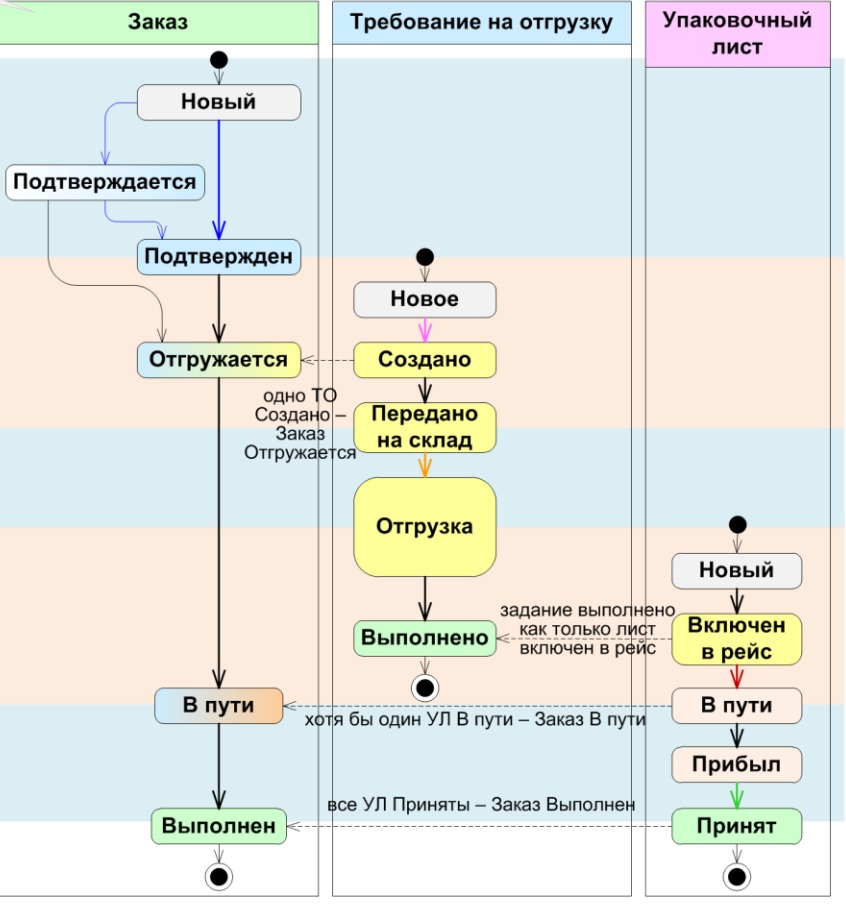 Заказ
Требование на отгрузку
Упаковочный
лист
Новый
Подтверждается
Подтвержден
Новое
Отгружается
Создано
одно ТО
Создано –
Заказ
Отгружается
Передано
на склад
Отгрузка
Новый
задание выполнено
как только лист
включен в рейс
Включен
в рейс
Выполнено
В пути
хотя бы один УЛ В пути – Заказ В пути
В пути
Прибыл
все УЛ Приняты – Заказ Выполнен
Выполнен
Принят